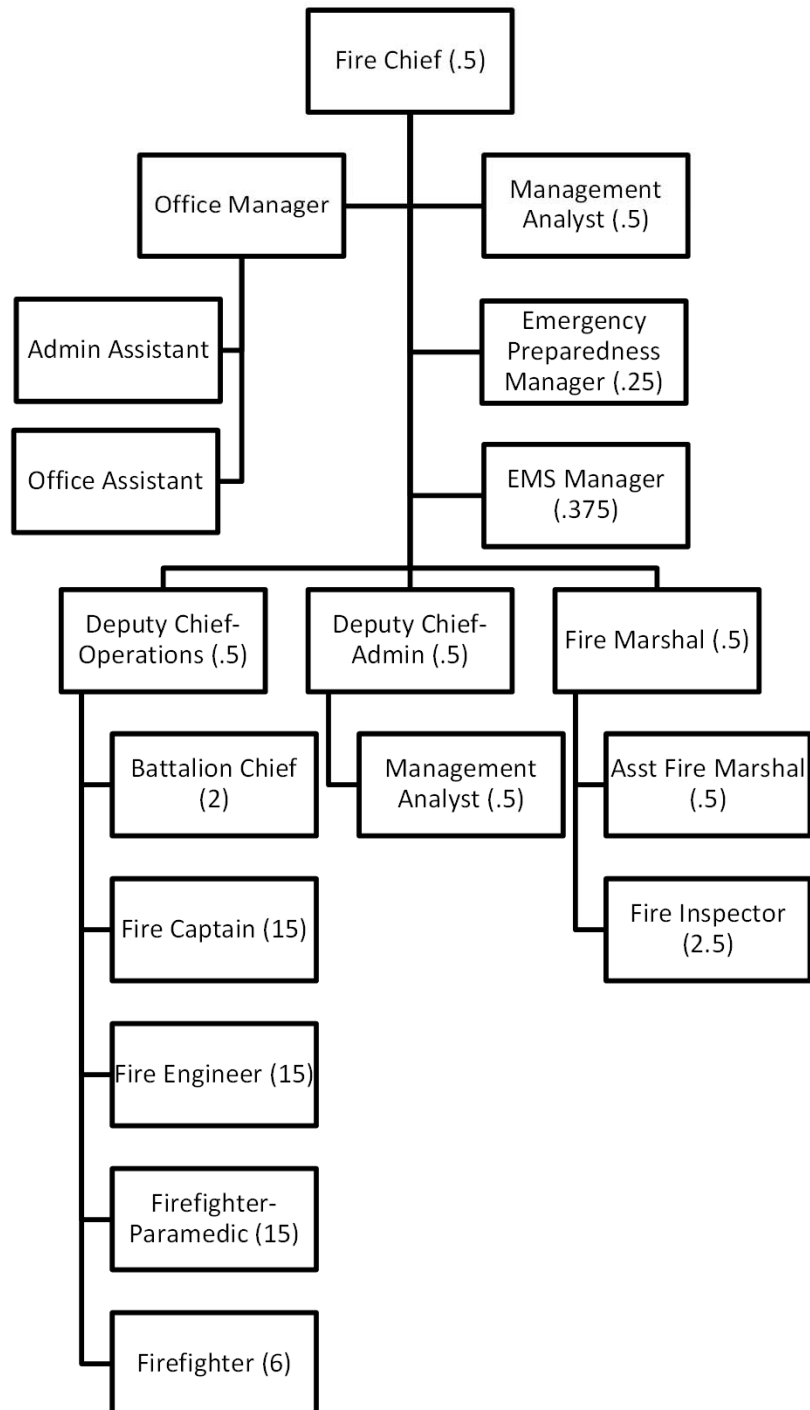 Fire Chief (.5)
Office Manager
Management
Analyst (.5)
Admin Assistant
Emergency
Preparedness
Manager (.25)
Office Assistant
EMS Manager
(.375)
Deputy Chief-
Operations (.5)
Deputy Chief-
Admin (.5)
Fire Marshal (.5)
Battalion Chief
(2)
Management
Analyst (.5)
Asst Fire Marshal
(.5)
Fire Captain (15)
Fire Inspector
(2.5)
Fire Engineer (15)
Firefighter-
Paramedic (15)
Firefighter (6)